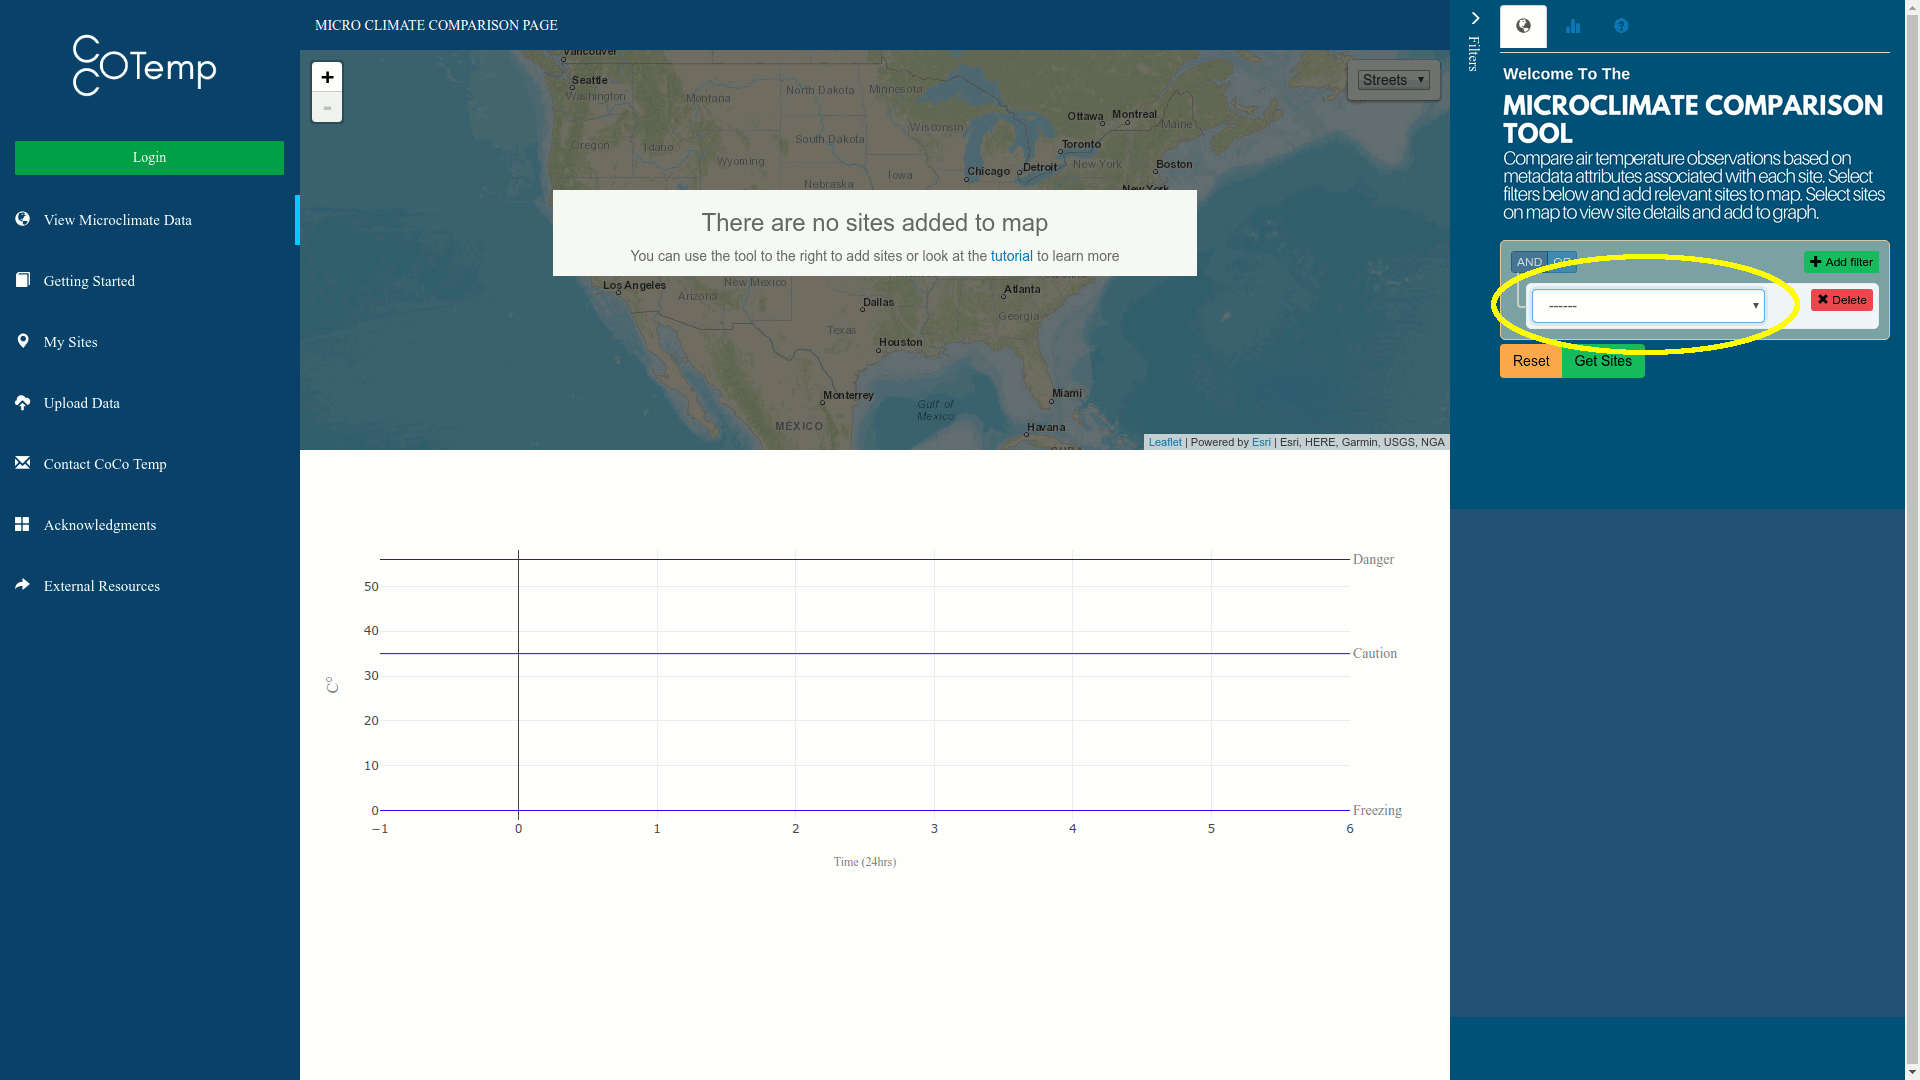 COCOTemp
Login
View Microclimate Data
Getting Started
My Sites
Upload Data
Contact CoCo Temp
Acknowledgments
External Resources
MICRO CLIMATE COMPARISON PAGE
+
-
Streets
Vancouver
Seattle
Washington
Montana
North Dakota
Minnesota
Ottawa
Montreal
Maine
Oregon
Idaho
Wyoming
South Dakota
Wisconsin
Toronto
New York
Boston
Nebraska
Iowa
Chicago
Detroit
New York
There are no sites added to map
You can use the tool to the right to add sites or look at the tutorial to learn more
Los Angeles
Arizona
New Mexico
Dallas
Atlanta
Texas
Georgia
Houston
Monterrey
Gulf of
Mexico
Miami
MÉXICO
Havana
CUBA
Leaflet | Powered by Esri | Esri, HERE, Garmin, USGS, NGA
Danger
50
40
Caution
30
C°
20
10
0
Freezing
−1 0 1 2 3 4 5 6
Time (24hrs)
Filters
Welcome To The
MICROCLIMATE COMPARISON
TOOL
Compare air temperature observations based on
metadata attributes associated with each site. Select
filters below and add relevant sites to map. Select sites
on map to view site details and add to graph.
AND OR
Add filter
------
Delete
Reset
Get Sites